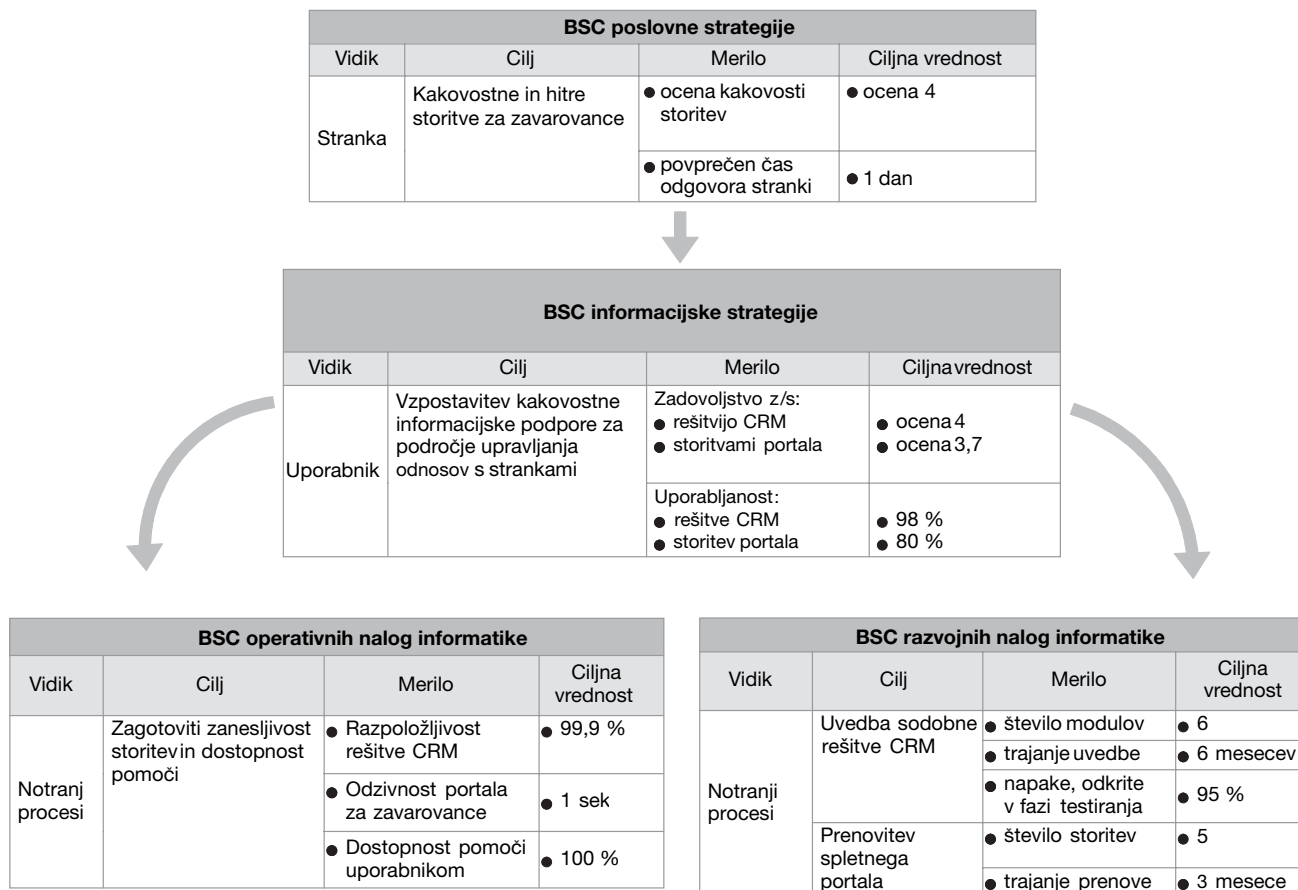 BSC poslovne strategije
Vidik Cilj Merilo Ciljna vrednost
Stranka
Kakovostne in hitre
storitve za zavarovance
● ocena kakovosti
storitev
● ocena 4
● povprečen čas
odgovora stranki
● 1 dan
BSC informacijske strategije
Vidik Cilj Merilo Ciljna vrednost
Uporabnik
Vzpostavitev kakovostne
informacijske podpore za
področje upravljanja
odnosov s strankami
Zadovoljstvo z/s:
● rešitvijo CRM
● storitvami portala
● ocena 4
● ocena 3,7
Uporabljanost:
● rešitve CRM
● storitev portala
● 98 %
● 80 %
BSC operativnih nalog informatike
Vidik Cilj Merilo Ciljna
vrednost
Notranj
procesi
Zagotoviti zanesljivost
storitev in dostopnost
pomoči
● Razpoložljivost
rešitve CRM
● 99,9 %
● Odzivnost portala
za zavarovance
● 1 sek
● Dostopnost pomoči
uporabnikom
● 100 %
BSC razvojnih nalog informatike
Vidik Cilj Merilo Ciljna
vrednost
Notranji
procesi
Uvedba sodobne
rešitve CRM
● število modulov
● 6
● trajanje uvedbe
● 6 mesecev
● napake, odkrite
v fazi testiranja
● 95 %
Prenovitev
spletnega
portala
● število storitev
● 5
● trajanje prenove
● 3 mesece